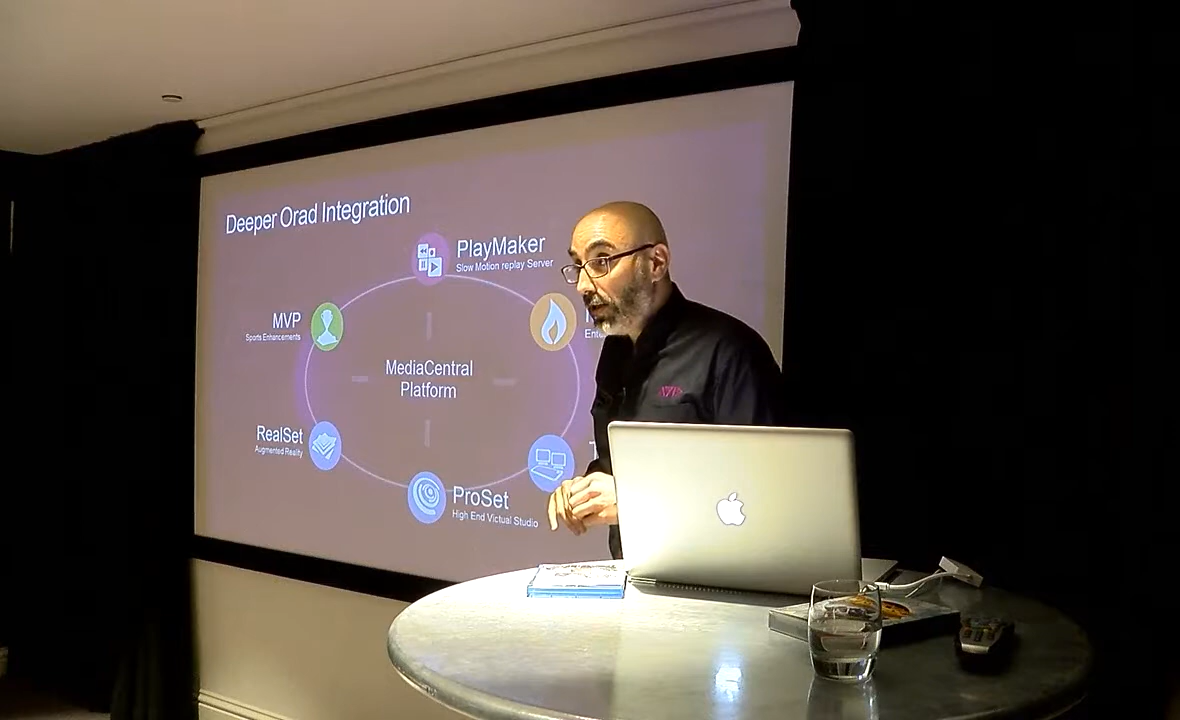 Deeper Orad Integration
PlayMaker
Slow Motion replay Server
MVP
Sports Enhancements
MediaCentral
Platform
RealSet
Augmented Reality
ProSet
High End Virtual Studio